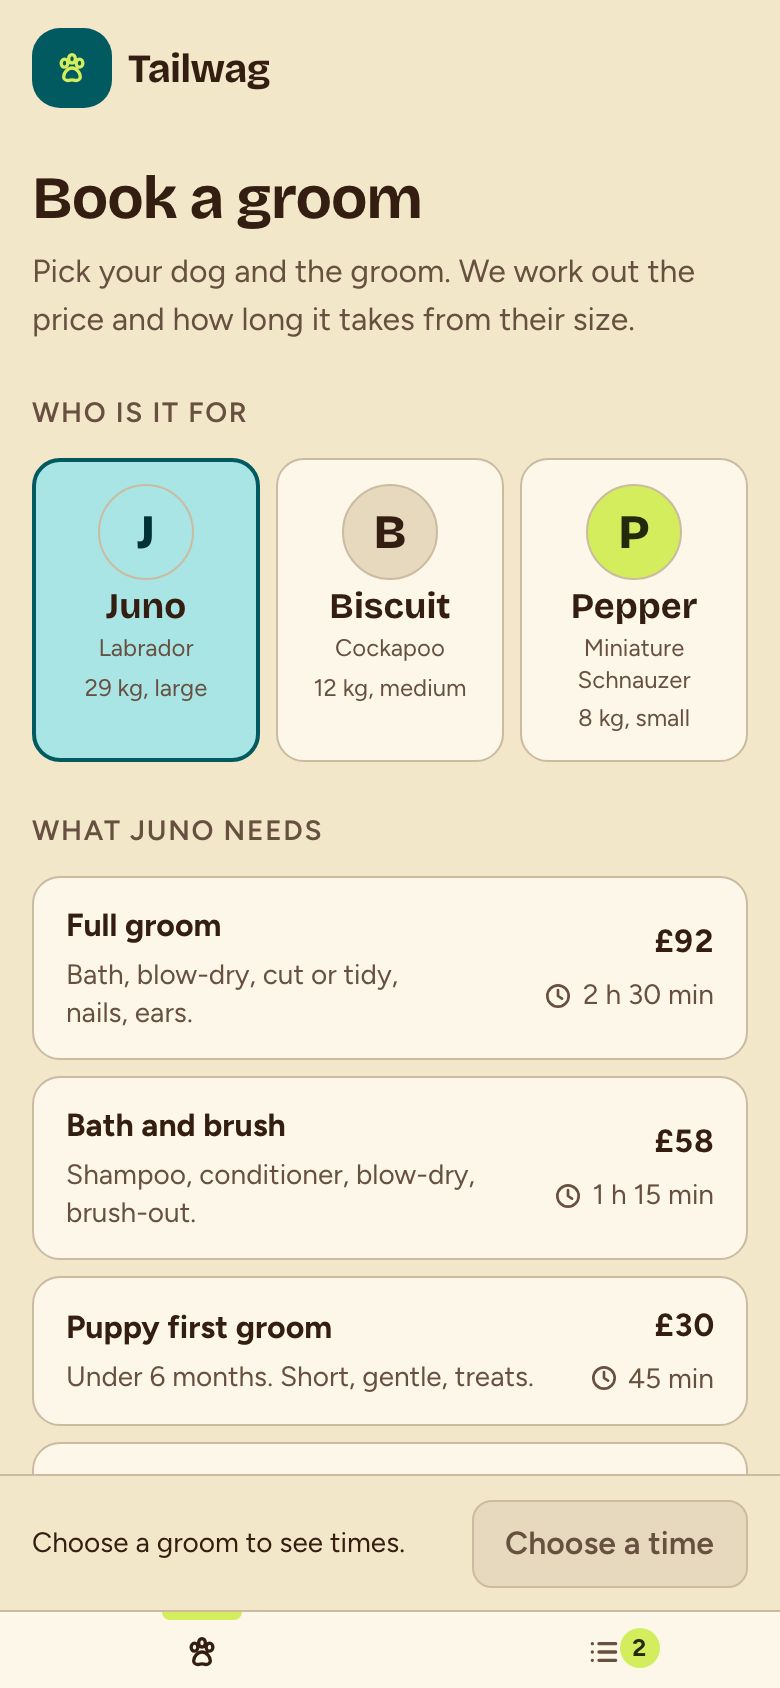 Tailwag
Book a groom
Pick your dog and the groom. We work out the
price and how long it takes from their size.
WHO IS IT FOR
J
Juno
Labrador
29 kg, large
B
Biscuit
Cockapoo
12 kg, medium
P
Pepper
Miniature
Schnauzer
8 kg, small
WHAT JUNO NEEDS
Full groom
Bath, blow-dry, cut or tidy,
nails, ears.
£92
2 h 30 min
Bath and brush
Shampoo, conditioner, blow-dry,
brush-out.
£58
1 h 15 min
Puppy first groom
Under 6 months. Short, gentle, treats.
£30
45 min
Choose a groom to see times.
Choose a time
2